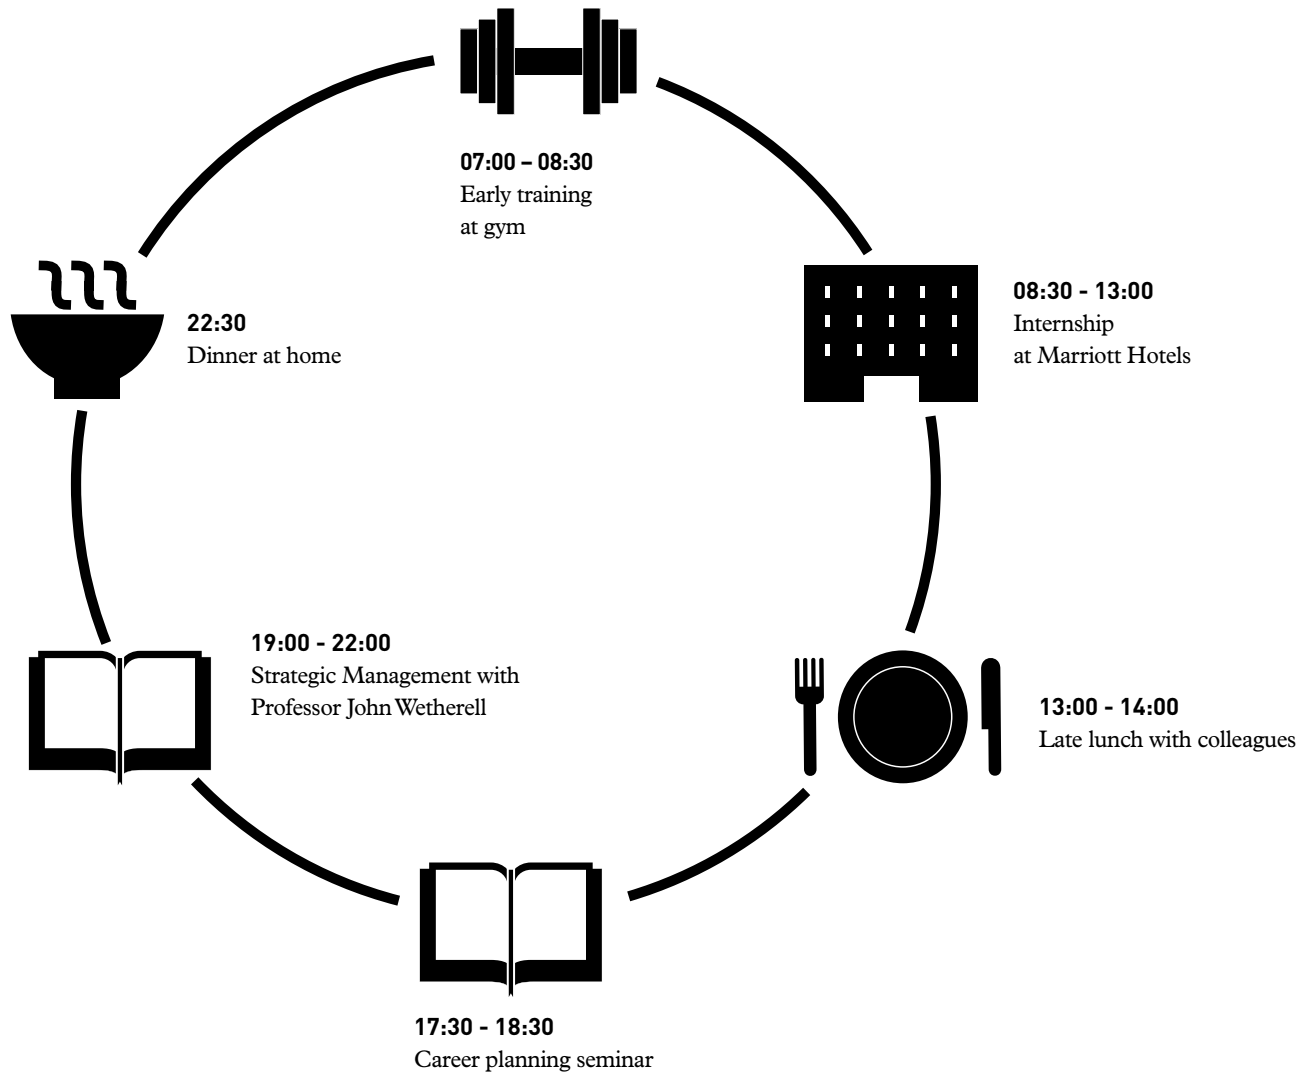 07:00 – 08:30
Early training
at gym
08:30 - 13:00
Internship
at Marriott Hotels
13:00 - 14:00
Late lunch with colleagues
17:30 - 18:30
Career planning seminar
19:00 - 22:00
Strategic Management with
Professor John Wetherell
22:30
Dinner at home